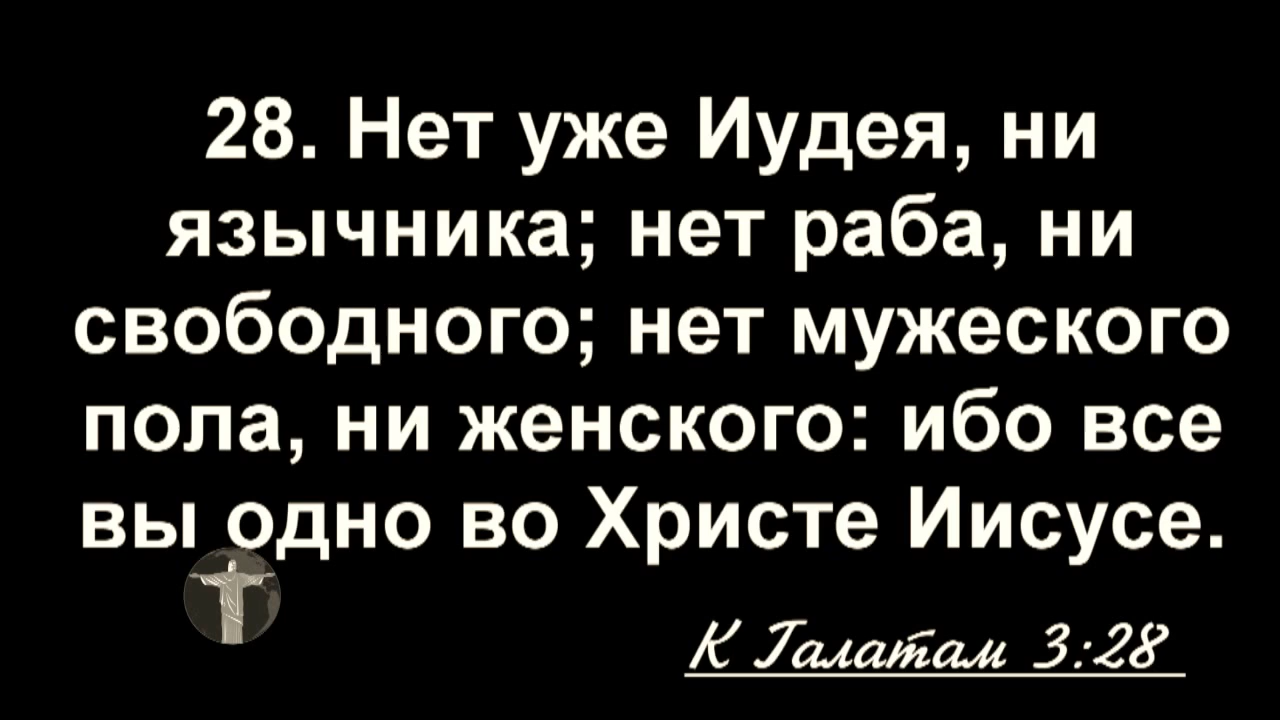 28. Нет уже Иудея, ни
язычника; нет раба, ни
свободного; нет мужеского
пола, ни женского: ибо все
вы одно во Христе Иисусе.
К Галатам 3:28